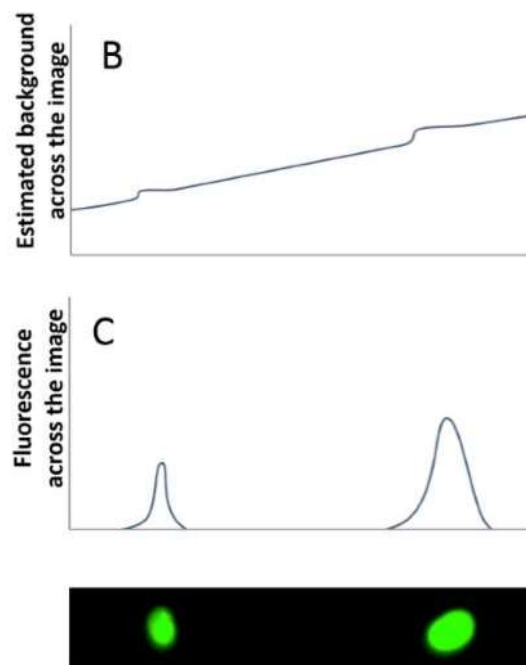 B
Estimated background
across the image
C
Fluorescence
across the image